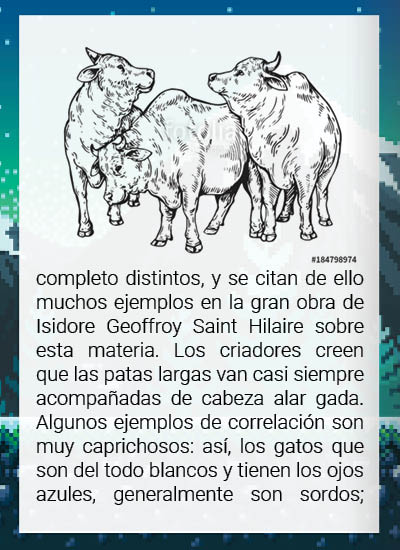 fotolia
#184798974
completo distintos, y se citan de ello
muchos ejemplos en la gran obra de
Isidore Geoffroy Saint Hilaire sobre
esta materia. Los criadores creen
que las patas largas van casi siempre
acompañadas de cabeza alar gada.
Algunos ejemplos de correlación son
muy caprichosos: así, los gatos que
son del todo blancos y tienen los ojos
azules, generalmente son sordos;